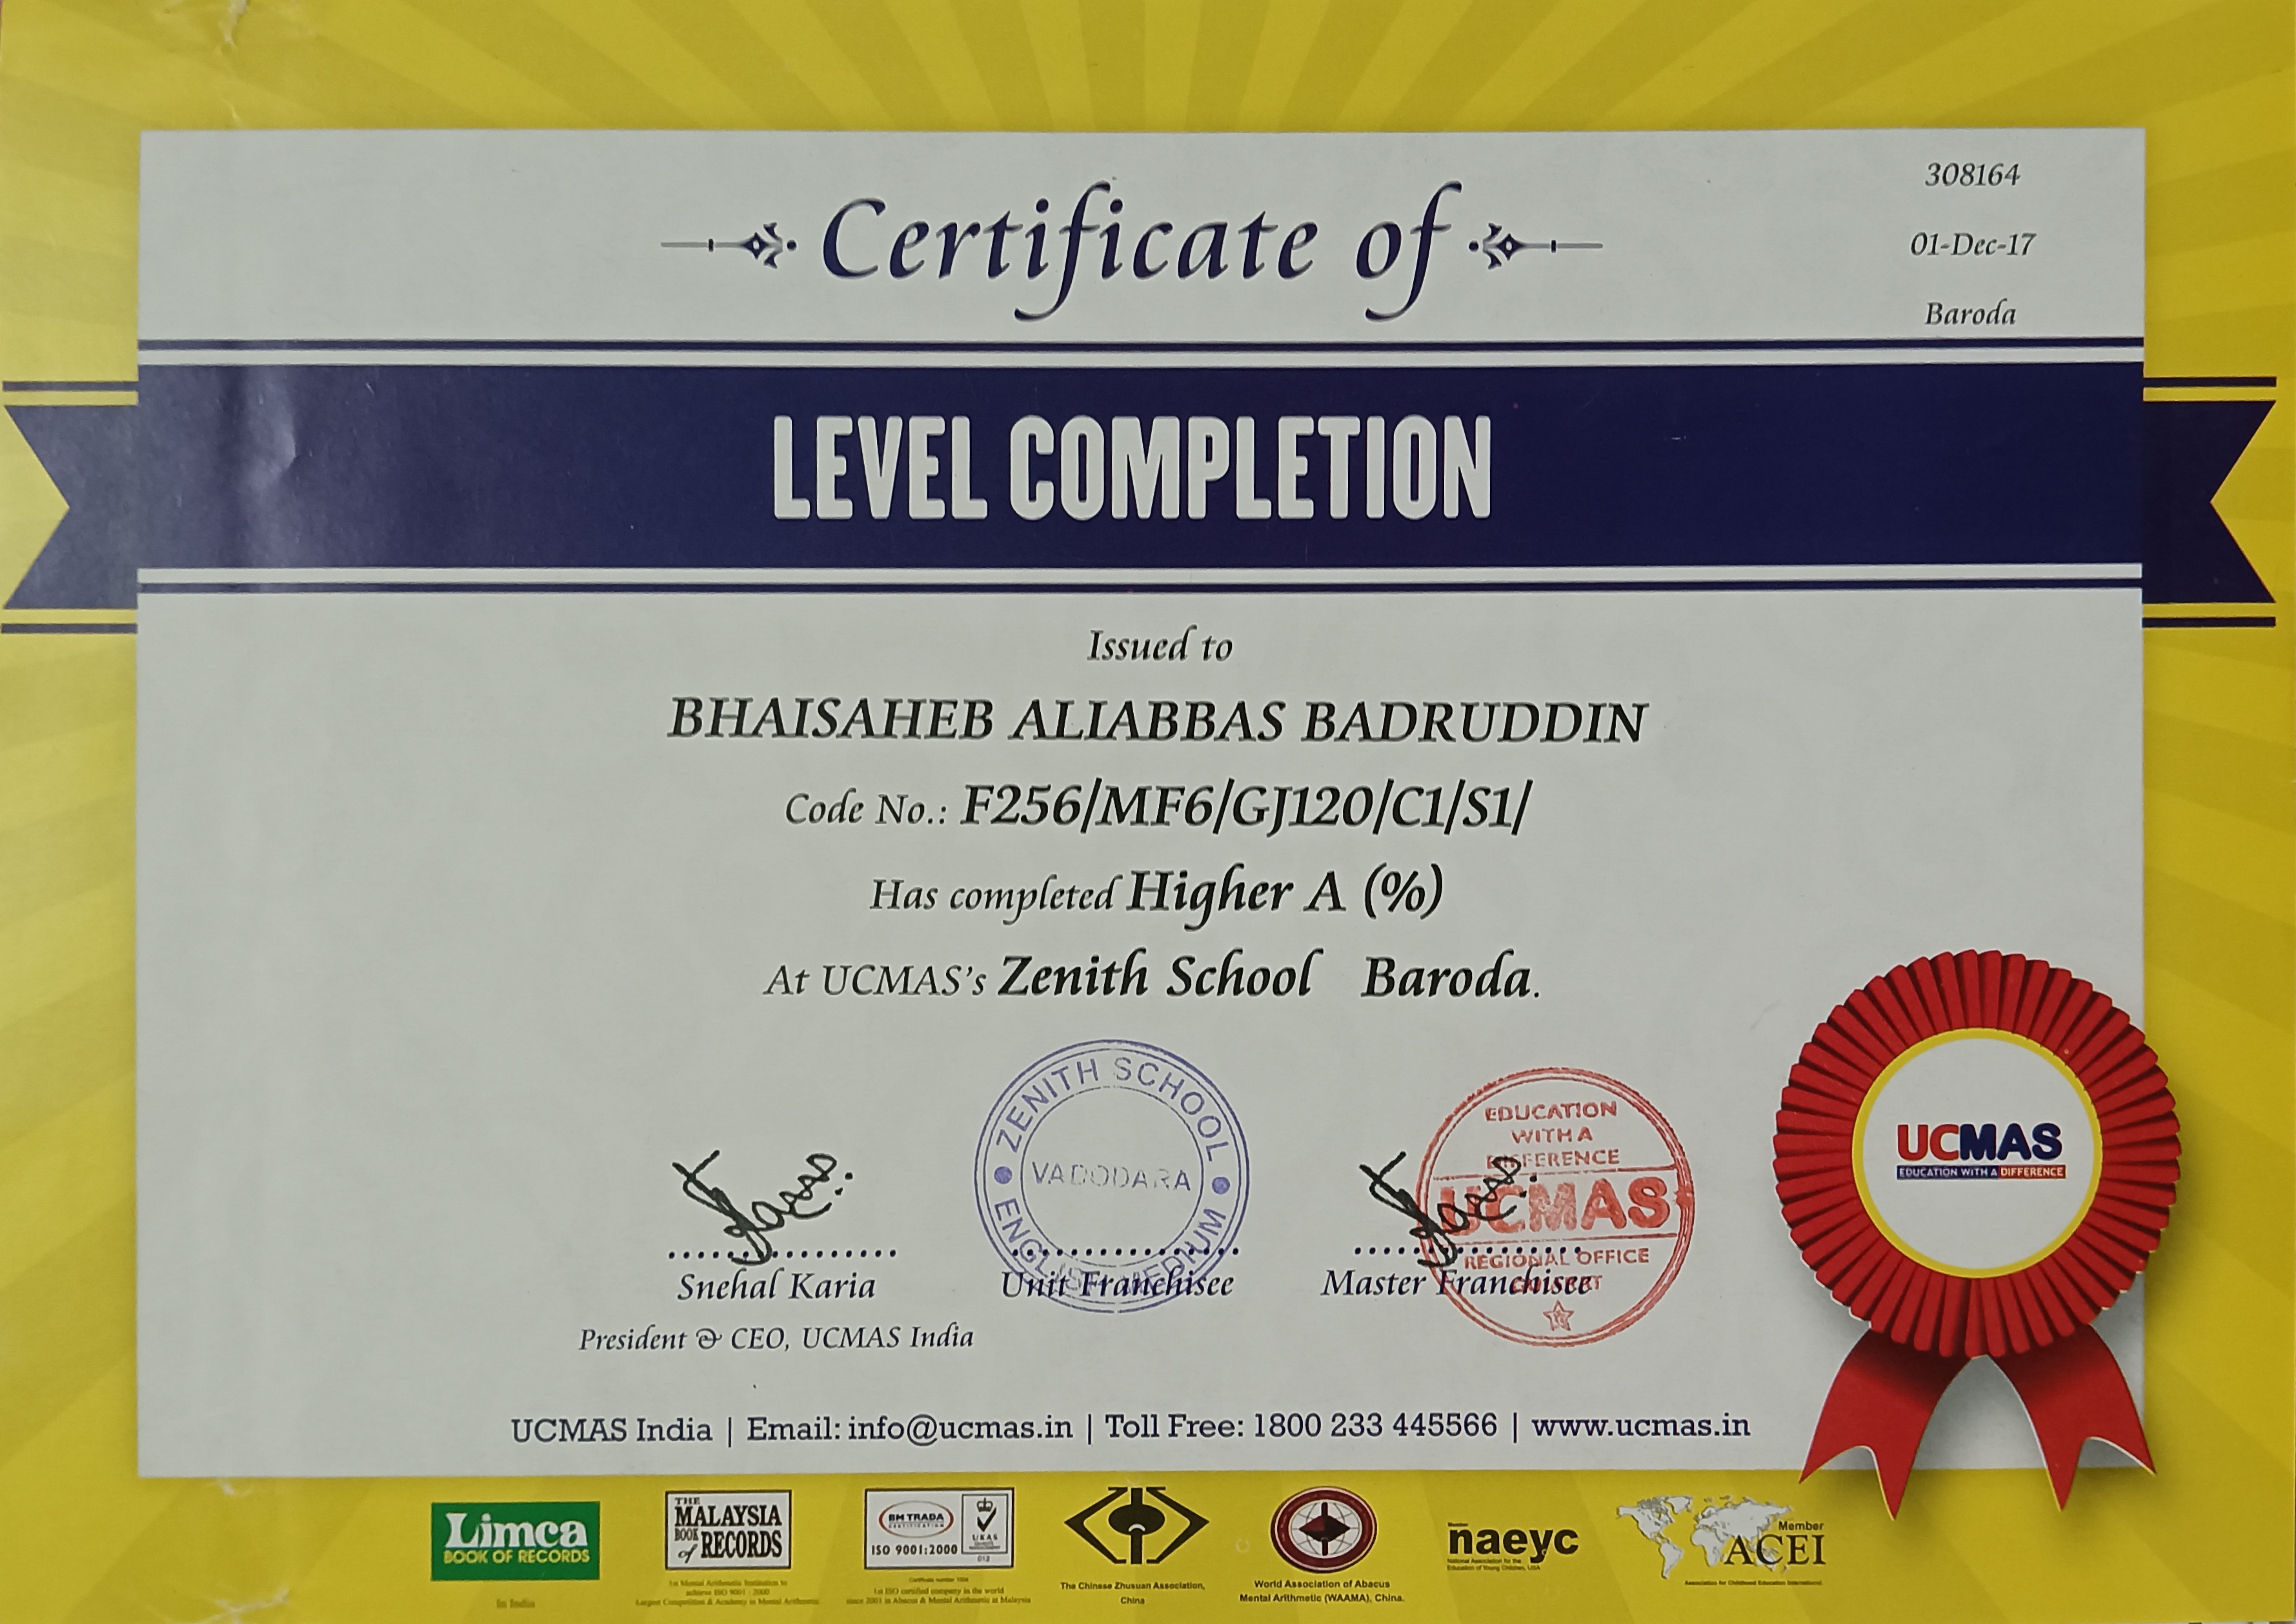 308164
01-Dec-17
Baroda
Certificate of
LEVEL COMPLETION
Issued to
BHAISAHEB ALIABBAS BADRUDDIN
Code No.: F256/MF6/GJ120/C1/S1/
Has completed Higher A (%)
At UCMAS's Zenith School Baroda.
ZENITH SCHOOL
VADODARA
ENGLISH MEDIUM
EDUCATION
WITH A
DIFFERENCE
UCMAS
REGIONAL OFFICE
UCMAS
EDUCATION WITH A DIFFERENCE
Snehal Karia
President & CEO, UCMAS India
Unit Franchisee
Master Franchisee
UCMAS India | Email: info@ucmas.in | Toll Free: 1800 233 445566 | www.ucmas.in
Limca
BOOK OF RECORDS
In India
THE
MALAYSIA
BOOK
of RECORDS
1st Mental Arithmetic Institution to
achieve ISO 9001 : 2000
Largest Competition & Academy in Mental Arithmetic
BM TRADA
CERTIFICATION
ISO 9001:2000
UKAS
012
1st ISO certified company in the world
since 2001 in Abacus & Mental Arithmetic at Malaysia
The Chinese Zhusuan Association,
China
World Association of Abacus
Mental Arithmetic (WAAMA), China.
Member
naeyc
National Association for the
Education of Young Children, USA
Member
ACEI
Association for Childhood Education International